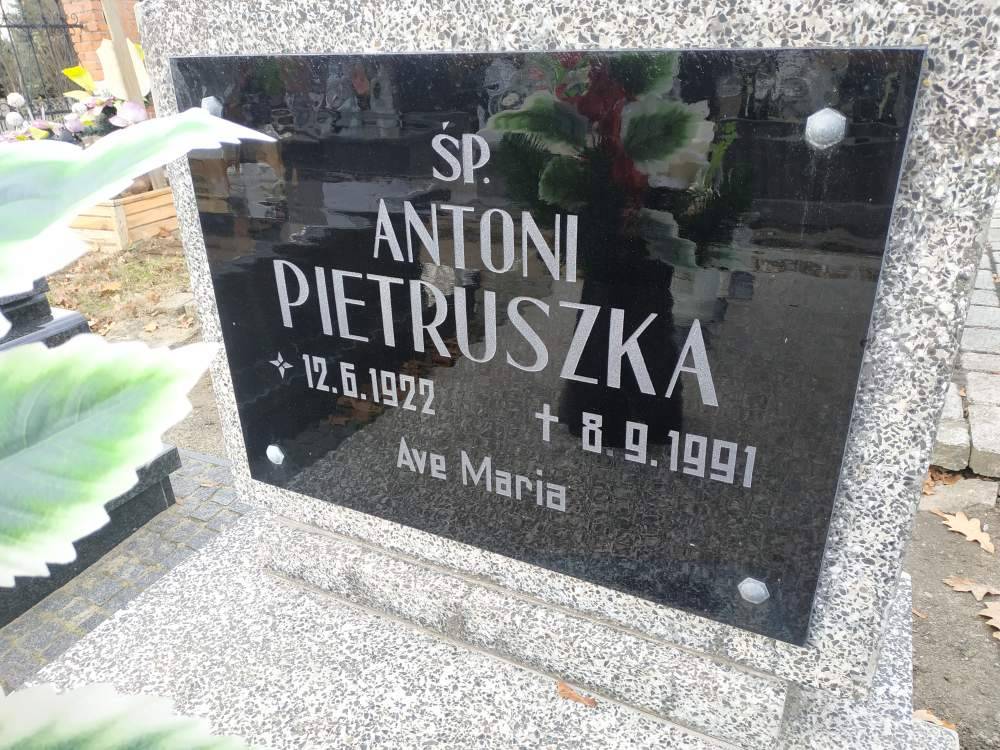 ŚP.
ANTONI
PIETRUSZKA
12.6.1922 ✝ 8.9.1991
Ave Maria